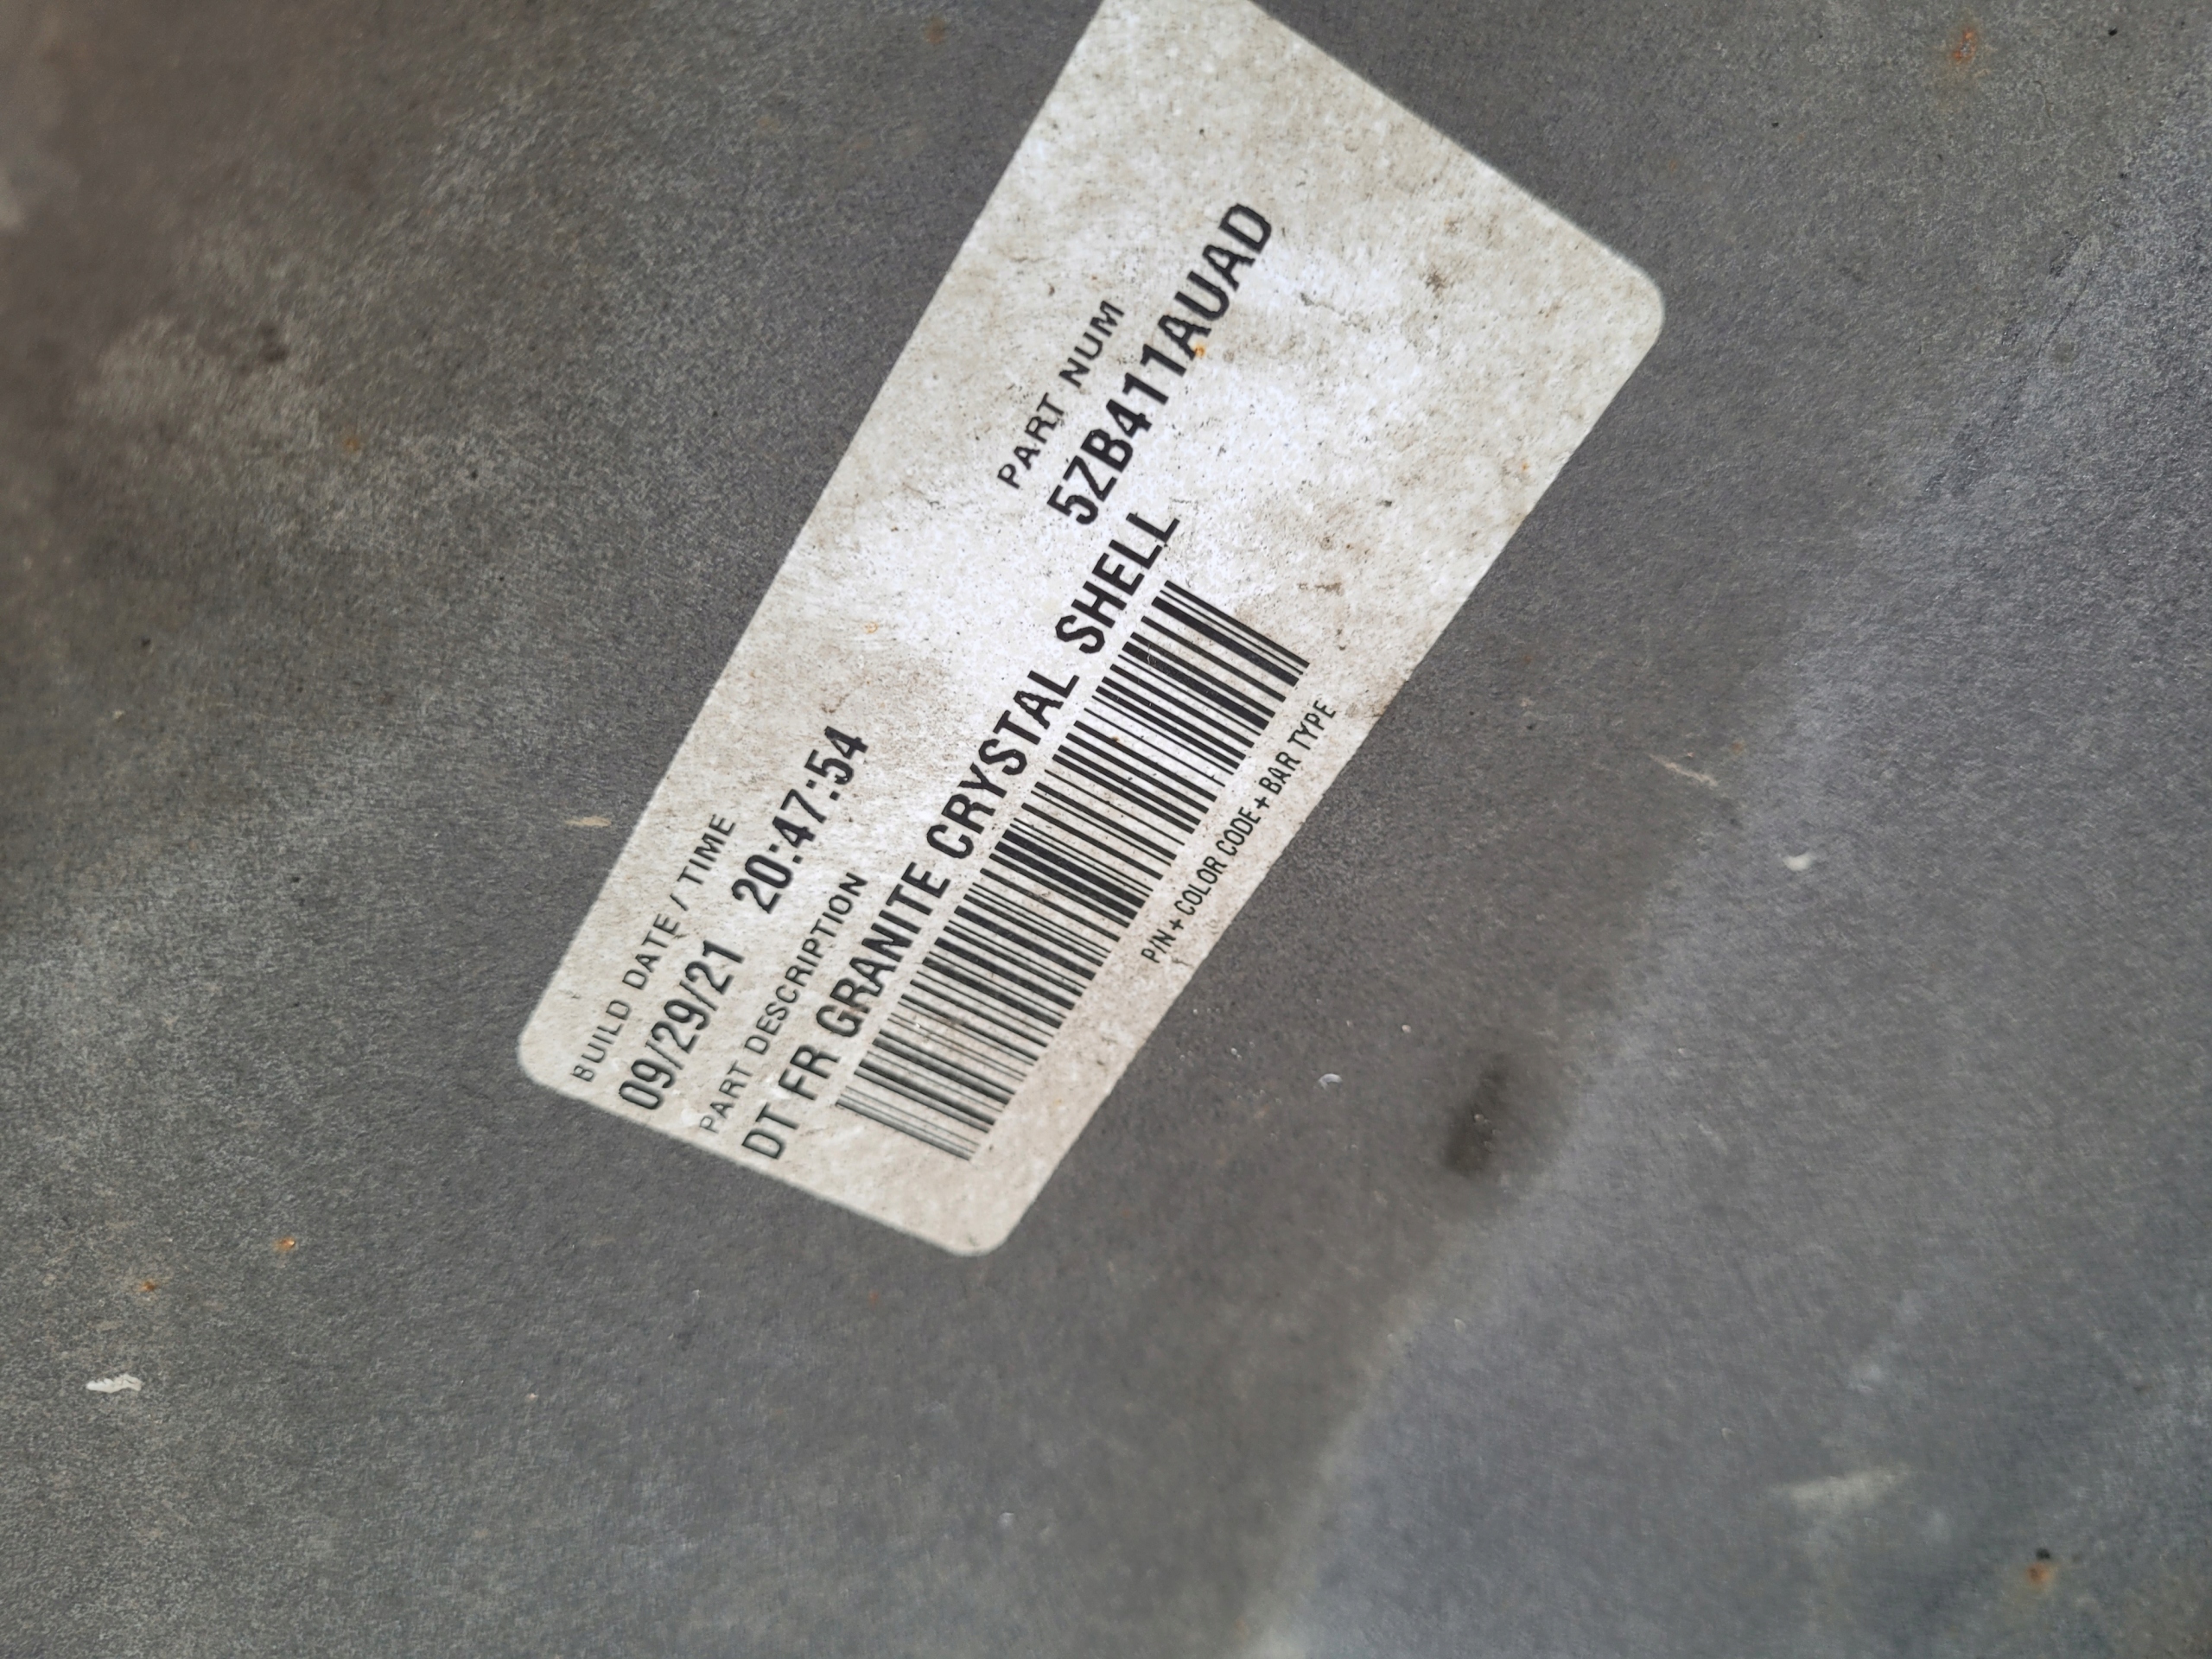 BUILD DATE / TIME
09/29/21 20:47:54
PART NUM
5ZB411AUAD
PART DESCRIPTION
DT FR GRANITE CRYSTAL SHELL
P/N + COLOR CODE + BAR TYPE